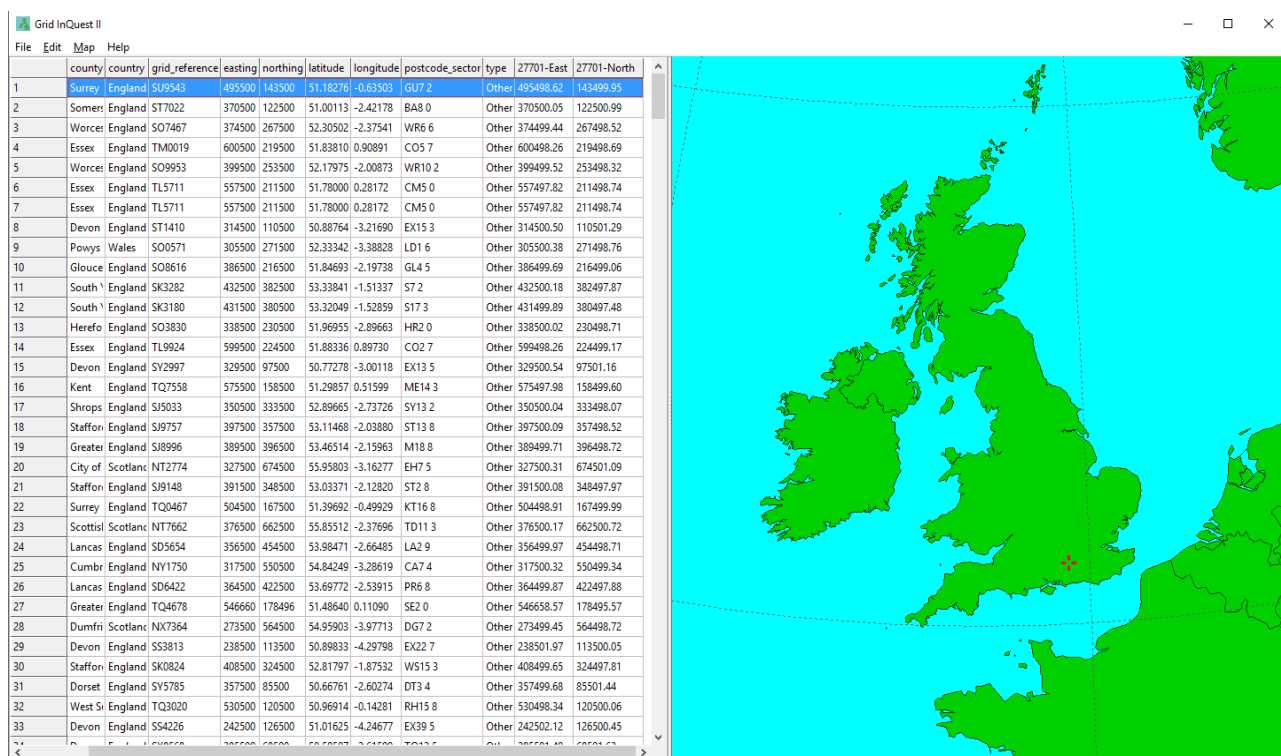 Grid InQuest II
File Edit Map Help
county country grid_reference easting northing latitude longitude postcode_sector type 27701-East 27701-North
1 Surrey England SU9543 495500 143500 51.18276 -0.63503 GU7 2 Other 495498.62 143499.95
2 Somers England ST7022 370500 122500 51.00113 -2.42178 BA8 0 Other 370500.05 122500.99
3 Worces England SO7467 374500 267500 52.30502 -2.37541 WR6 6 Other 374499.44 267498.52
4 Essex England TM0019 600500 219500 51.83810 0.90891 CO5 7 Other 600498.26 219498.69
5 Worces England SO9953 399500 253500 52.17975 -2.00873 WR10 2 Other 399499.52 253498.32
6 Essex England TL5711 557500 211500 51.78000 0.28172 CM5 0 Other 557497.82 211498.74
7 Essex England TL5711 557500 211500 51.78000 0.28172 CM5 0 Other 557497.82 211498.74
8 Devon England ST1410 314500 110500 50.88764 -3.21690 EX15 3 Other 314500.50 110501.29
9 Powys Wales SO0571 305500 271500 52.33342 -3.38828 LD1 6 Other 305500.38 271498.76
10 Glouce England SO8616 386500 216500 51.84693 -2.19738 GL4 5 Other 386499.69 216499.06
11 South Y England SK3282 432500 382500 53.33841 -1.51337 S7 2 Other 432500.18 382497.87
12 South Y England SK3180 431500 380500 53.32049 -1.52859 S17 3 Other 431499.89 380497.48
13 Herefo England SO3830 338500 230500 51.96955 -2.89663 HR2 0 Other 338500.02 230498.71
14 Essex England TL9924 599500 224500 51.88336 0.89730 CO2 7 Other 599498.26 224499.17
15 Devon England SY2997 329500 97500 50.77278 -3.00118 EX13 5 Other 329500.54 97501.16
16 Kent England TQ7558 575500 158500 51.29857 0.51599 ME14 3 Other 575497.98 158499.60
17 Shrops England SJ5033 350500 333500 52.89665 -2.73726 SY13 2 Other 350500.04 333498.07
18 Staffor England SJ9757 397500 357500 53.11468 -2.03880 ST13 8 Other 397500.09 357498.52
19 Greater England SJ8996 389500 396500 53.46514 -2.15963 M18 8 Other 389499.71 396498.72
20 City of Scotlanc NT2774 327500 674500 55.95803 -3.16277 EH7 5 Other 327500.31 674501.09
21 Staffor England SJ9148 391500 348500 53.03371 -2.12820 ST2 8 Other 391500.08 348497.97
22 Surrey England TQ0467 504500 167500 51.39692 -0.49929 KT16 8 Other 504498.91 167499.99
23 Scottisl Scotlanc NT7662 376500 662500 55.85512 -2.37696 TD11 3 Other 376500.17 662500.72
24 Lancas England SD5654 356500 454500 53.98471 -2.66485 LA2 9 Other 356499.97 454498.71
25 Cumbr England NY1750 317500 550500 54.84249 -3.28619 CA7 4 Other 317500.32 550499.34
26 Lancas England SD6422 364500 422500 53.69772 -2.53915 PR6 8 Other 364499.87 422497.88
27 Greater England TQ4678 546660 178496 51.48640 0.11090 SE2 0 Other 546658.57 178495.57
28 Dumfri Scotlanc NX7364 273500 564500 54.95903 -3.97713 DG7 2 Other 273499.45 564498.72
29 Devon England SS3813 238500 113500 50.89833 -4.29798 EX22 7 Other 238501.97 113500.05
30 Staffor England SK0824 408500 324500 52.81797 -1.87532 WS15 3 Other 408499.65 324497.81
31 Dorset England SY5785 357500 85500 50.66761 -2.60274 DT3 4 Other 357499.68 85501.44
32 West S England TQ3020 530500 120500 50.96914 -0.14281 RH15 8 Other 530498.34 120500.06
33 Devon England SS4226 242500 126500 51.01625 -4.24677 EX39 5 Other 242502.12 126500.45